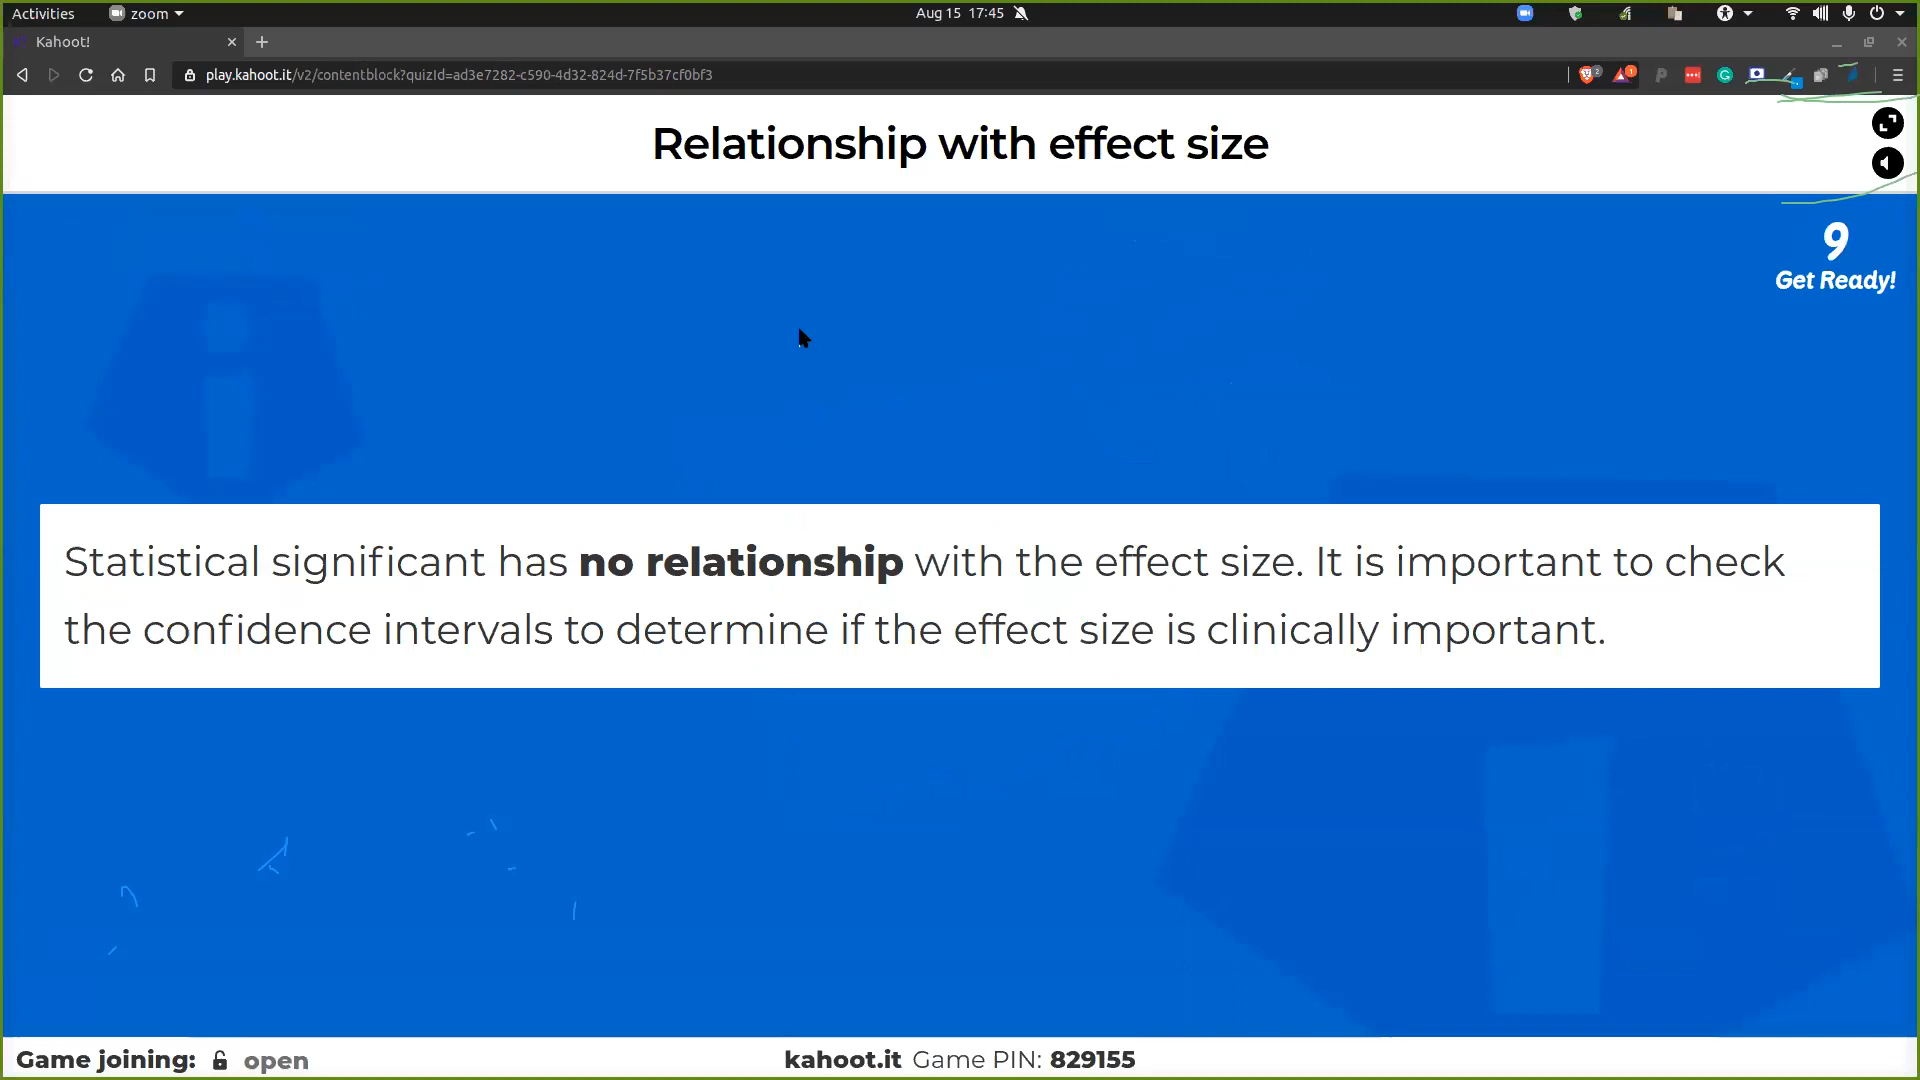 Activities zoom Aug 15 17:45
Kahoot!
play.kahoot.it/v2/contentblock?quizId=ad3e7282-c590-4d32-824d-7f5b37cf0bf3
Relationship with effect size
9
Get Ready!
Statistical significant has no relationship with the effect size. It is important to check
the confidence intervals to determine if the effect size is clinically important.
Game joining: open kahoot.it Game PIN: 829155